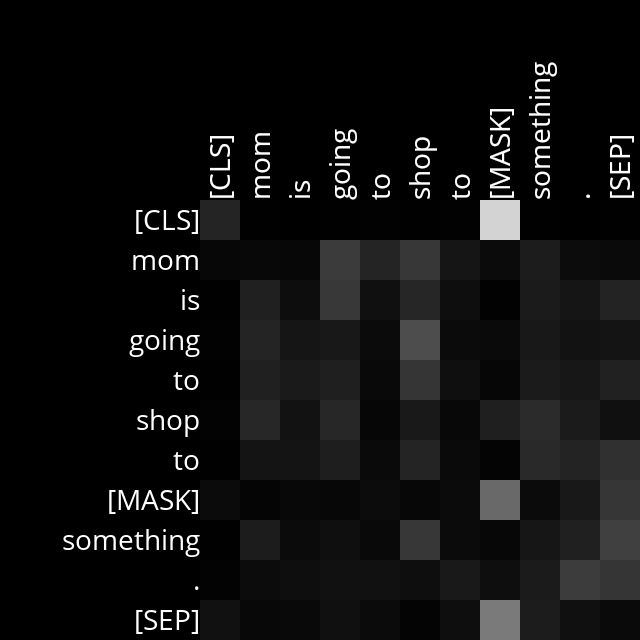 [CLS] mom is going to shop to [MASK] something . [SEP]
[CLS]
mom
is
going
to
shop
to
[MASK]
something
.
[SEP]